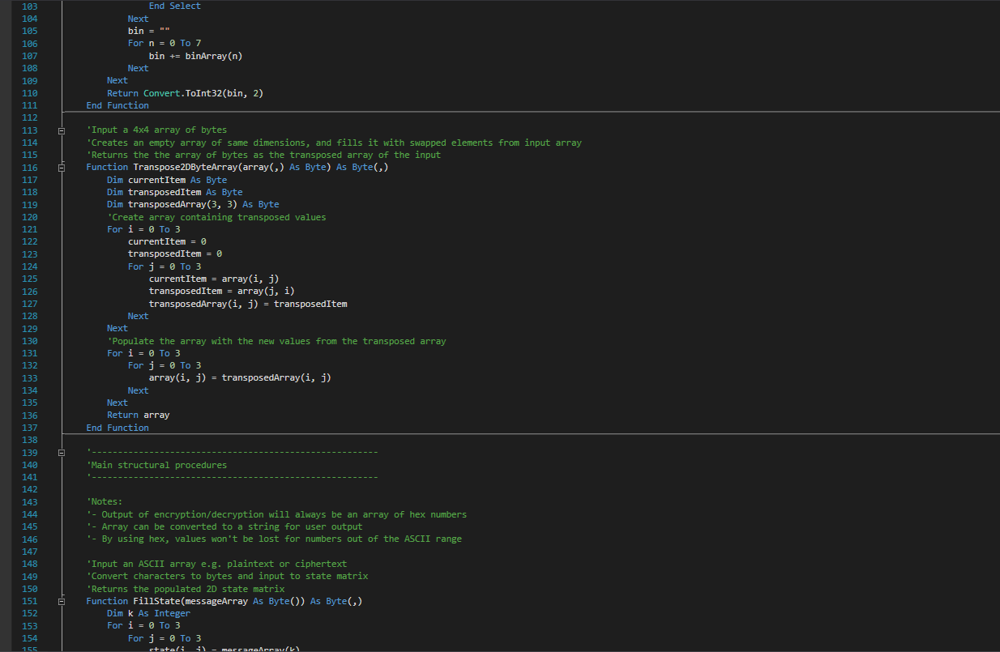 103 End Select
104 Next
105 bin = ""
106 For n = 0 To 7
107 bin += binArray(n)
108 Next
109 Next
110 Return Convert.ToInt32(bin, 2)
111 End Function
112
113 'Input a 4x4 array of bytes
114 'Creates an empty array of same dimensions, and fills it with swapped elements from input array
115 'Returns the the array of bytes as the transposed array of the input
116 Function Transpose2DByteArray(array(,) As Byte) As Byte(,)
117 Dim currentItem As Byte
118 Dim transposedItem As Byte
119 Dim transposedArray(3, 3) As Byte
120 'Create array containing transposed values
121 For i = 0 To 3
122 currentItem = 0
123 transposedItem = 0
124 For j = 0 To 3
125 currentItem = array(i, j)
126 transposedItem = array(j, i)
127 transposedArray(i, j) = transposedItem
128 Next
129 Next
130 'Populate the array with the new values from the transposed array
131 For i = 0 To 3
132 For j = 0 To 3
133 array(i, j) = transposedArray(i, j)
134 Next
135 Next
136 Return array
137 End Function
138
139 '-------------------------------------------------------
140 'Main structural procedures
141 '-------------------------------------------------------
142
143 'Notes:
144 '- Output of encryption/decryption will always be an array of hex numbers
145 '- Array can be converted to a string for user output
146 '- By using hex, values won't be lost for numbers out of the ASCII range
147
148 'Input an ASCII array e.g. plaintext or ciphertext
149 'Convert characters to bytes and input to state matrix
150 'Returns the populated 2D state matrix
151 Function FillState(messageArray As Byte()) As Byte(,)
152 Dim k As Integer
153 For i = 0 To 3
154 For j = 0 To 3
155 state(i, j) = messageArray(k)